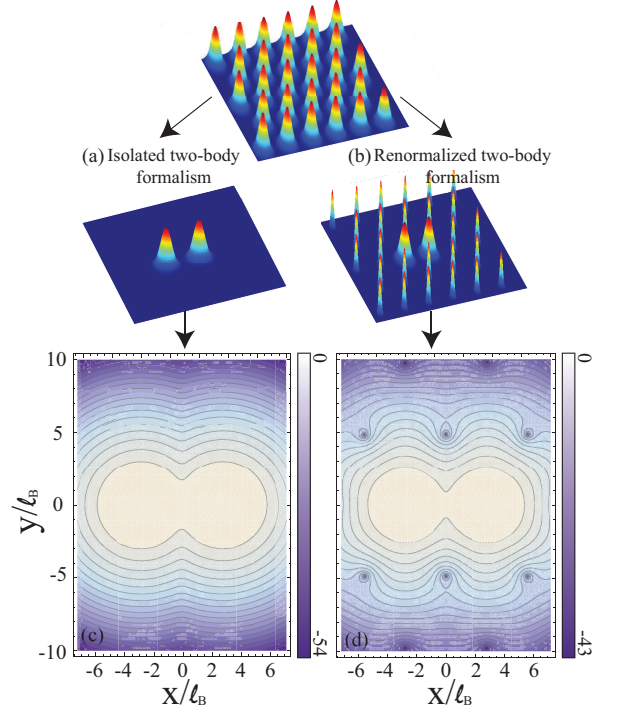 (a) Isolated two-body
formalism
(b) Renormalized two-body
formalism
10
5
0
-5
-10
y/ℓB
(c)
-6 -4 -2 0 2 4 6
x/ℓB
0
-54
(d)
-6 -4 -2 0 2 4 6
x/ℓB
0
-43